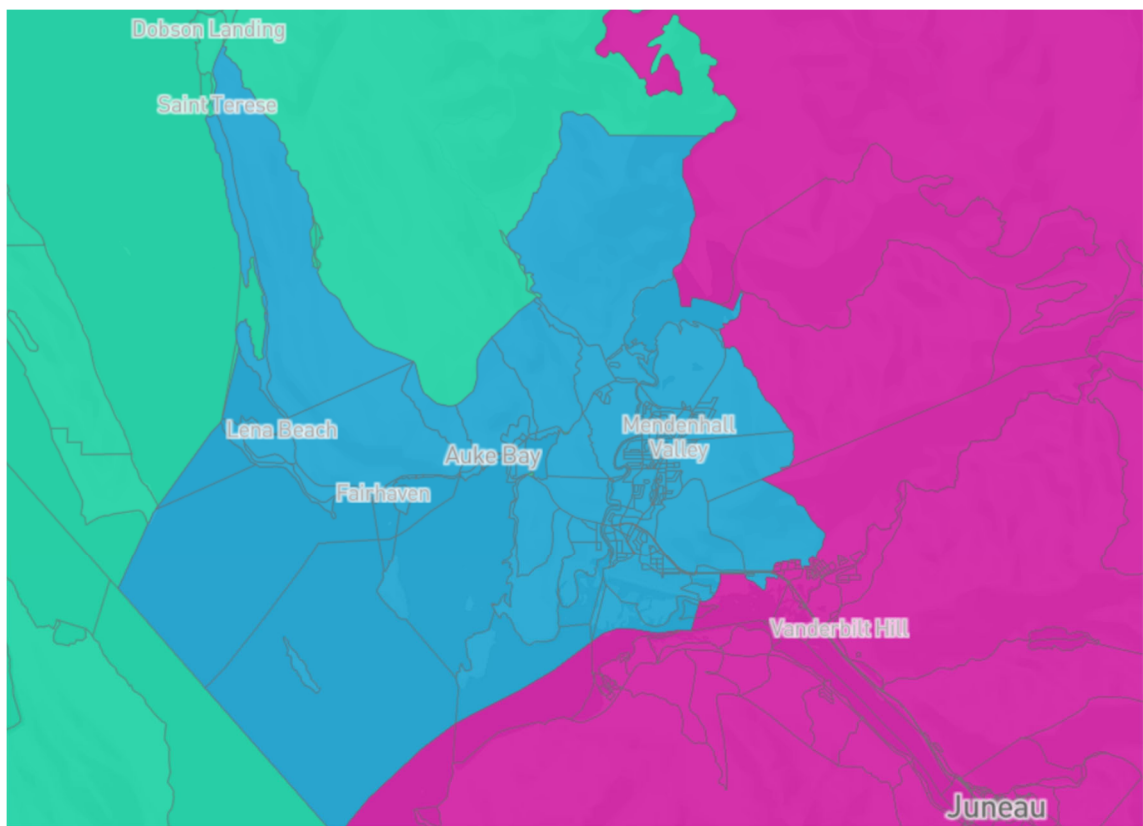 Dobson Landing
Saint Terese
Mendenhall
Valley
Lena Beach
Auke Bay
Fairhaven
Vanderbilt Hill
Juneau